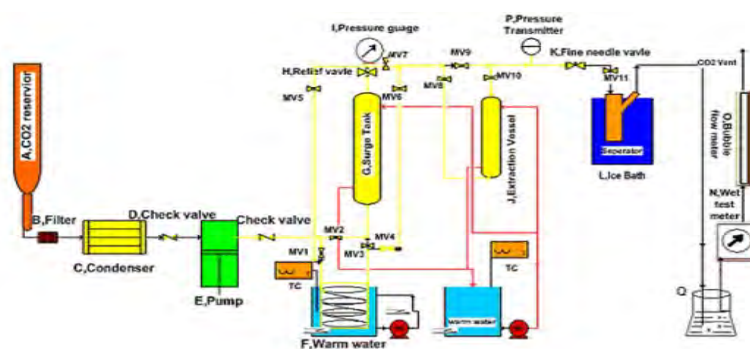 I,Pressure guage
P,Pressure
Transmitter
MV7
MV9
K,Fine needle vavle
H,Relief vavle
MV5
MV6
MV8
MV10
MV11
CO2 Vent
A,CO2 reservior
G,Surge Tank
J,Extraction Vessel
Seperator
L,Ice Bath
O,Bubble
flow meter
N,Wet
test
meter
B,Filter
D,Check valve
Check valve
C,Condenser
E,Pump
MV1
MV2
MV3
MV4
TC
TC
F,Warm water
warm water
Q